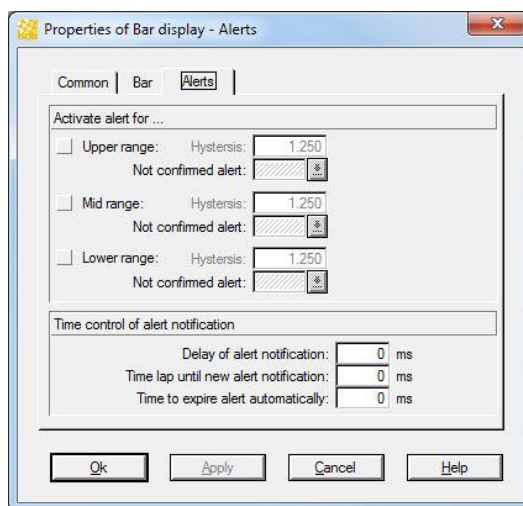 Properties of Bar display - Alerts
Common Bar Alerts
Activate alert for ...
Upper range: Hystersis: 1.250
Not confirmed alert:
Mid range: Hystersis: 1.250
Not confirmed alert:
Lower range: Hystersis: 1.250
Not confirmed alert:
Time control of alert notification
Delay of alert notification: 0 ms
Time lap until new alert notification: 0 ms
Time to expire alert automatically: 0 ms
Ok Apply Cancel Help